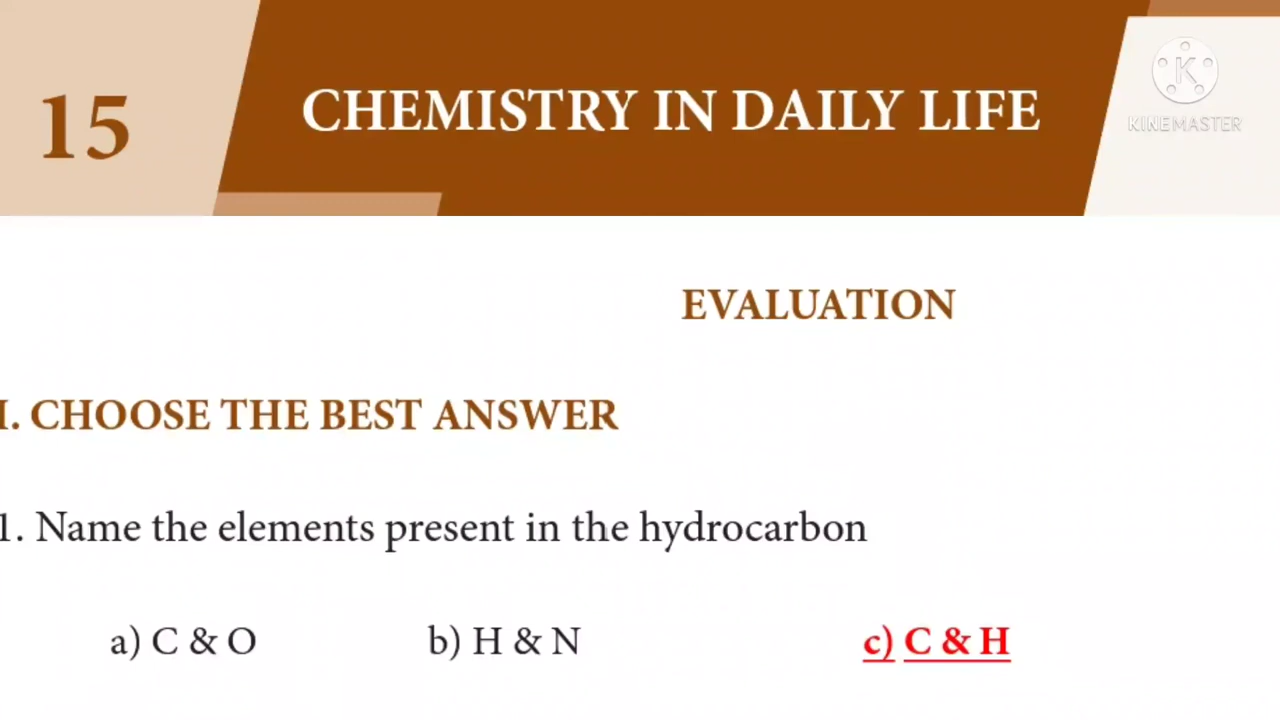 15
CHEMISTRY IN DAILY LIFE
K
KINEMASTER
EVALUATION
I. CHOOSE THE BEST ANSWER
1. Name the elements present in the hydrocarbon
a) C & O b) H & N c) C & H